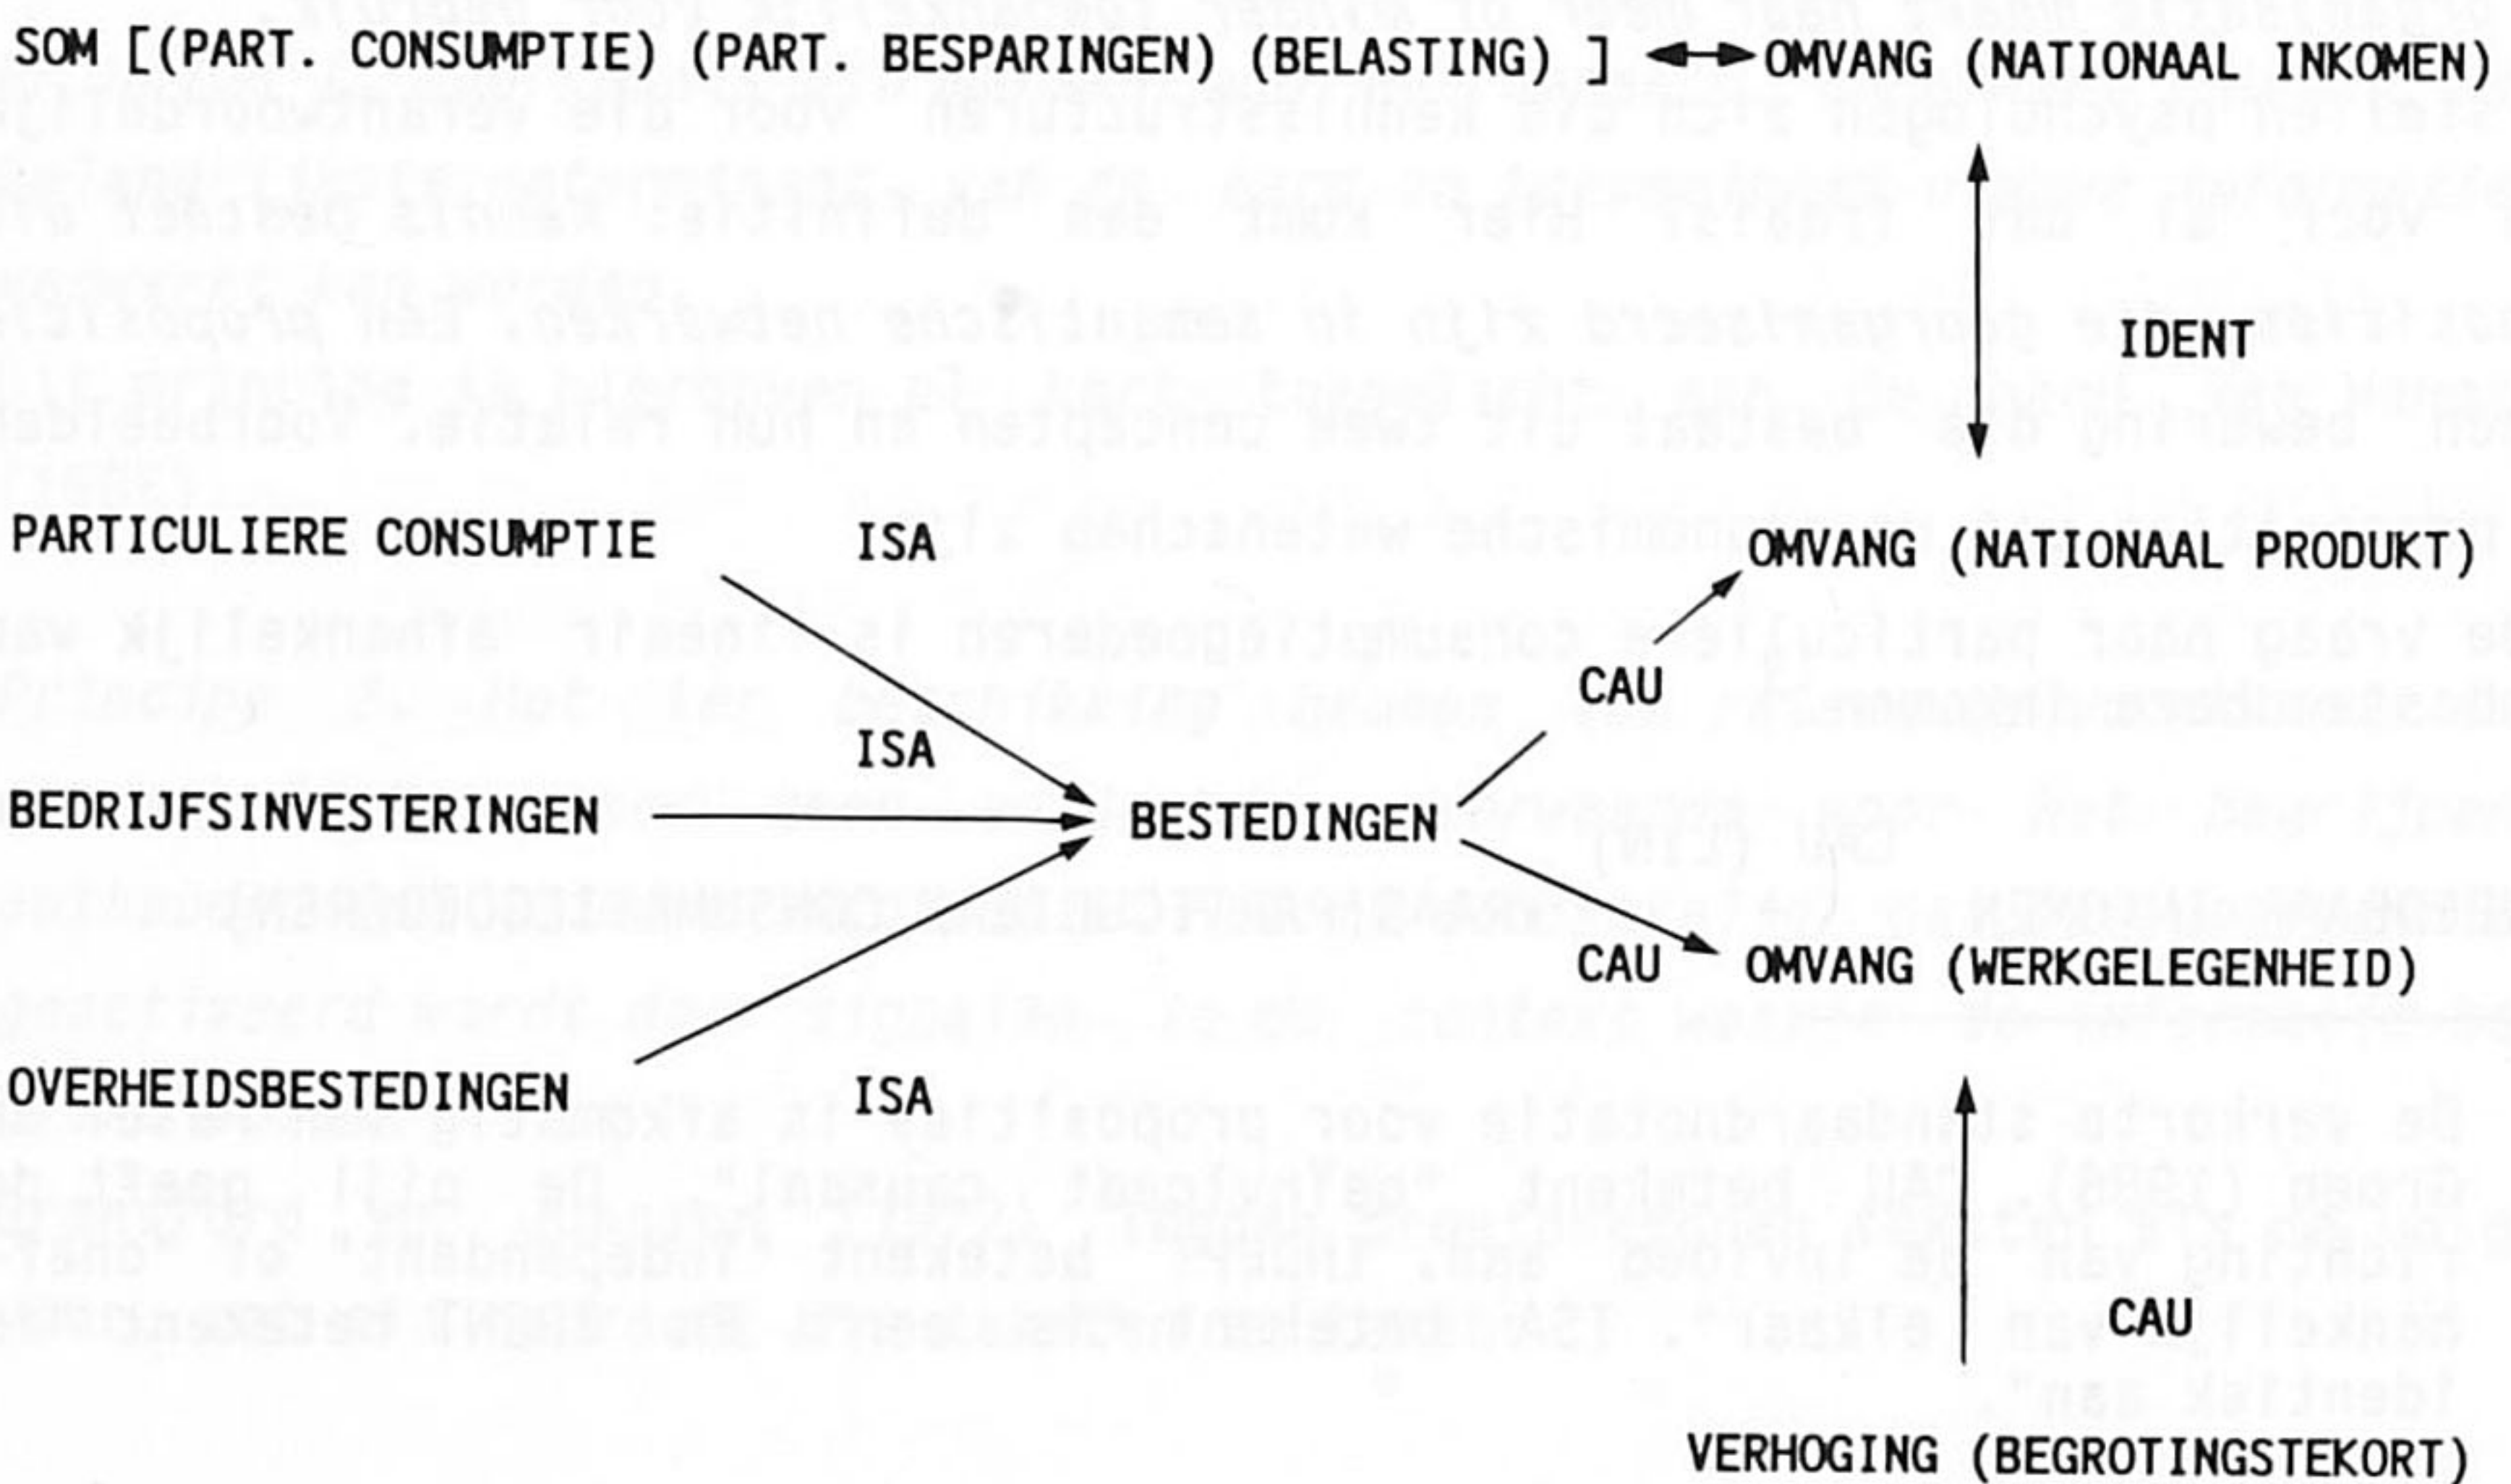 SOM [(PART. CONSUMPTIE) (PART. BESPARINGEN) (BELASTING) ] OMVANG (NATIONAAL INKOMEN)
IDENT
PARTICULIERE CONSUMPTIE ISA OMVANG (NATIONAAL PRODUKT)
CAU
ISA
BEDRIJFSINVESTERINGEN BESTEDINGEN
CAU OMVANG (WERKGELEGENHEID)
OVERHEIDSBESTEDINGEN ISA
CAU
VERHOGING (BEGROTINGSTEKORT)